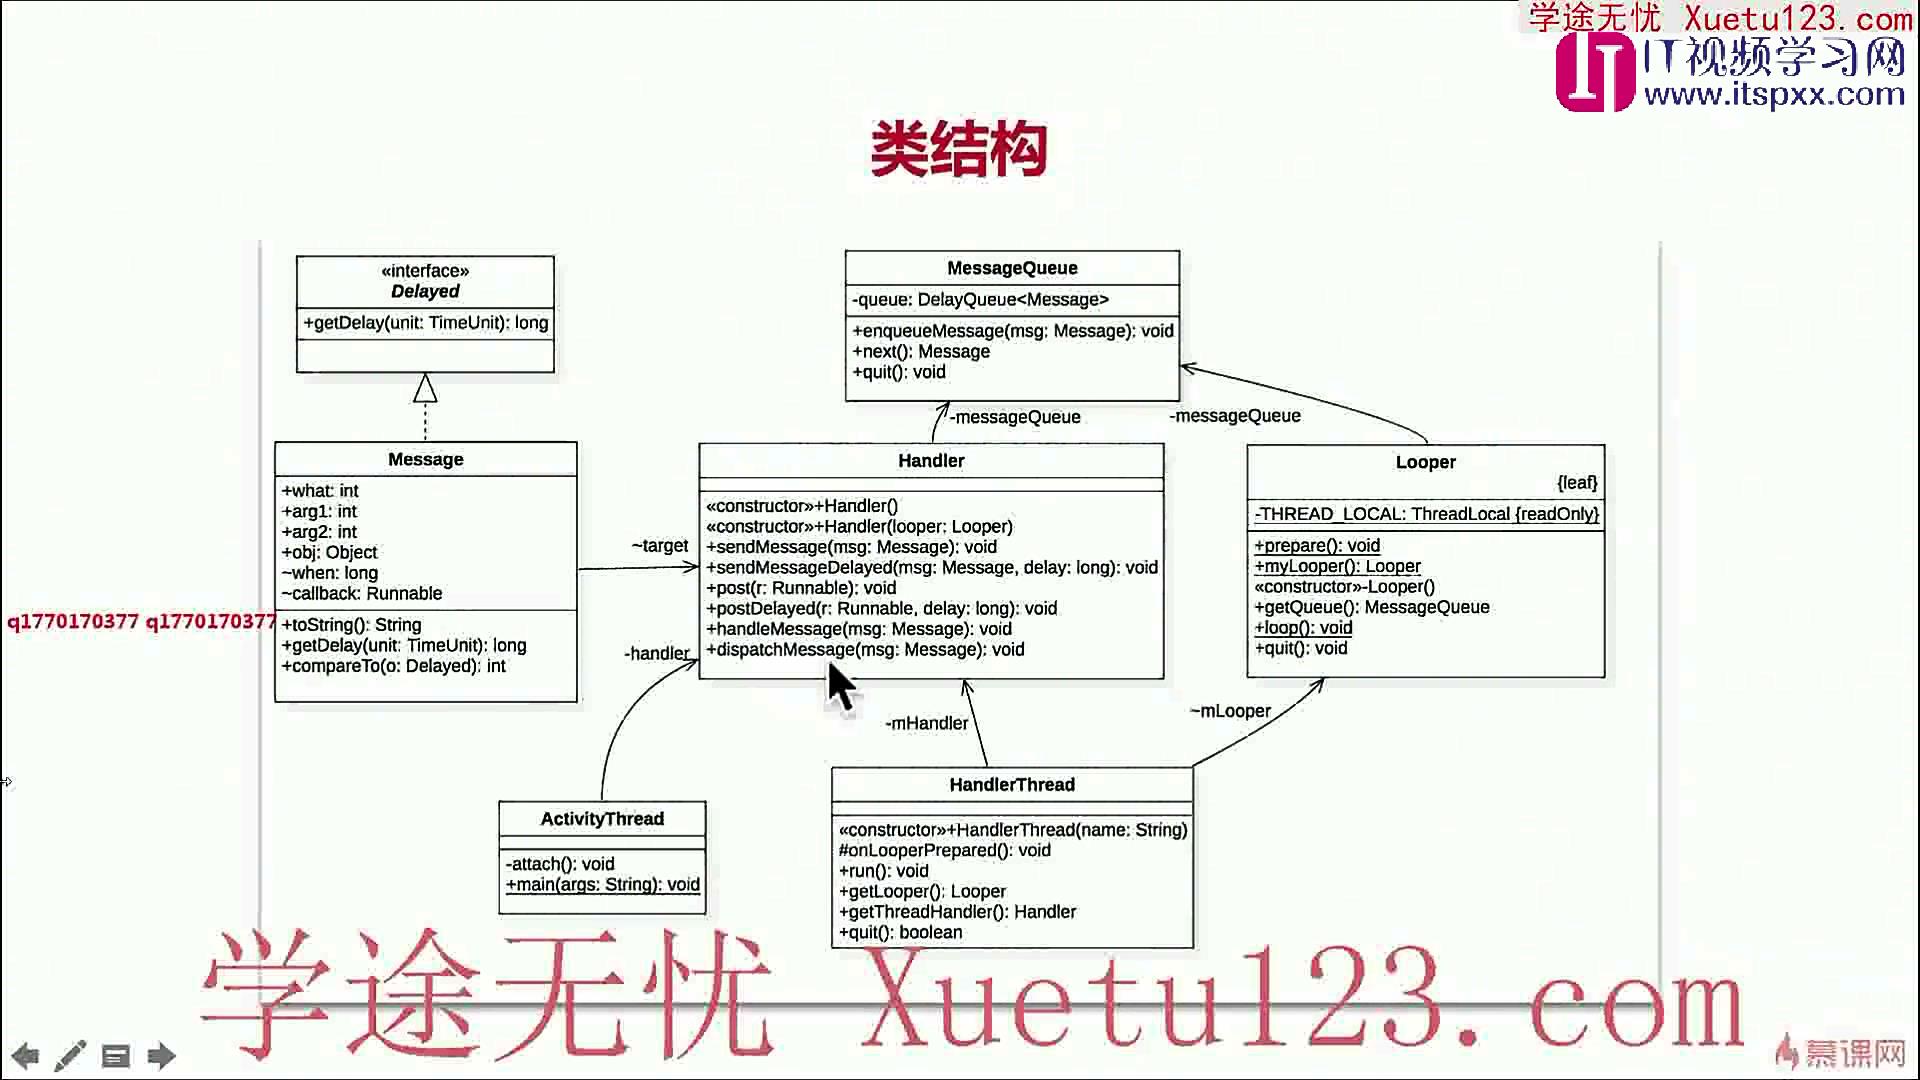 学途无忧 Xuetu123.com
IT视频学习网
www.itspxx.com
类结构
«interface»
Delayed
+getDelay(unit: TimeUnit): long
MessageQueue
-queue: DelayQueue<Message>
+enqueueMessage(msg: Message): void
+next(): Message
+quit(): void
-messageQueue
-messageQueue
Message
+what: int
+arg1: int
+arg2: int
+obj: Object
~when: long
~callback: Runnable
+toString(): String
+getDelay(unit: TimeUnit): long
+compareTo(o: Delayed): int
q1770170377 q1770170377
~target
-handler
Handler
«constructor»+Handler()
«constructor»+Handler(looper: Looper)
+sendMessage(msg: Message): void
+sendMessageDelayed(msg: Message, delay: long): void
+post(r: Runnable): void
+postDelayed(r: Runnable, delay: long): void
+handleMessage(msg: Message): void
+dispatchMessage(msg: Message): void
Looper
{leaf}
-THREAD_LOCAL: ThreadLocal {readOnly}
+prepare(): void
+myLooper(): Looper
«constructor»-Looper()
+getQueue(): MessageQueue
+loop(): void
+quit(): void
-mHandler
~mLooper
ActivityThread
-attach(): void
+main(args: String): void
HandlerThread
«constructor»+HandlerThread(name: String)
#onLooperPrepared(): void
+run(): void
+getLooper(): Looper
+getThreadHandler(): Handler
+quit(): boolean
学途无忧 Xuetu123.com
慕课网